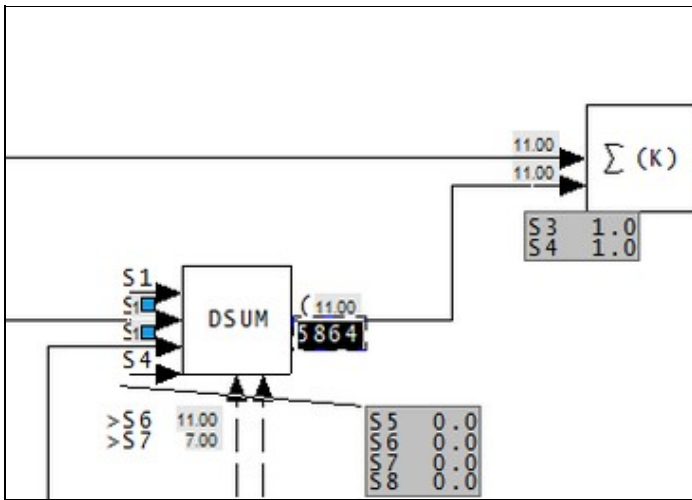 11.00
Σ (K)
11.00
S3 1.0
S4 1.0
S1
DSUM
( 11.00
5864
S4
>S6 11.00
>S7 7.00
S5 0.0
S6 0.0
S7 0.0
S8 0.0